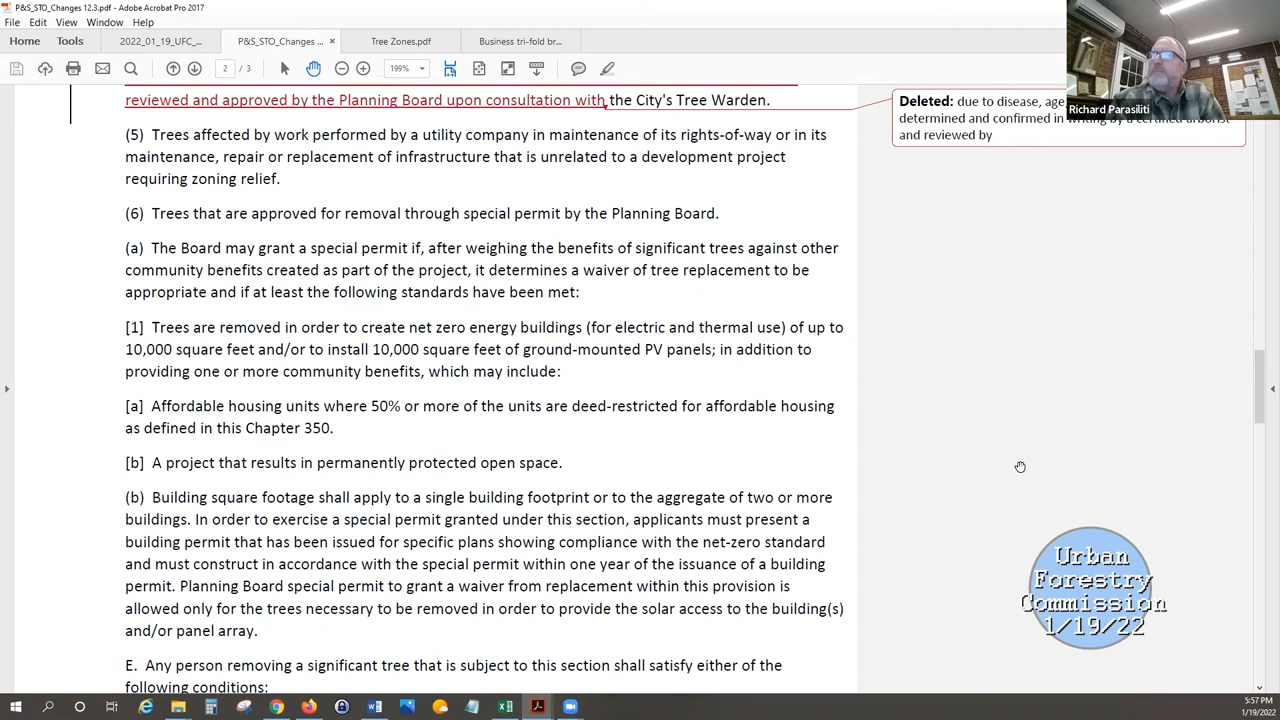 P&S_STO_Changes 12.3.pdf - Adobe Acrobat Pro 2017
File Edit View Window Help
Home Tools 2022_01_19_UFC_... P&S_STO_Changes ... × Tree Zones.pdf Business tri-fold br...
2 / 3 199%
reviewed and approved by the Planning Board upon consultation with the City's Tree Warden.
(5) Trees affected by work performed by a utility company in maintenance of its rights-of-way or in its
maintenance, repair or replacement of infrastructure that is unrelated to a development project
requiring zoning relief.
(6) Trees that are approved for removal through special permit by the Planning Board.
(a) The Board may grant a special permit if, after weighing the benefits of significant trees against other
community benefits created as part of the project, it determines a waiver of tree replacement to be
appropriate and if at least the following standards have been met:
[1] Trees are removed in order to create net zero energy buildings (for electric and thermal use) of up to
10,000 square feet and/or to install 10,000 square feet of ground-mounted PV panels; in addition to
providing one or more community benefits, which may include:
[a] Affordable housing units where 50% or more of the units are deed-restricted for affordable housing
as defined in this Chapter 350.
[b] A project that results in permanently protected open space.
(b) Building square footage shall apply to a single building footprint or to the aggregate of two or more
buildings. In order to exercise a special permit granted under this section, applicants must present a
building permit that has been issued for specific plans showing compliance with the net-zero standard
and must construct in accordance with the special permit within one year of the issuance of a building
permit. Planning Board special permit to grant a waiver from replacement within this provision is
allowed only for the trees necessary to be removed in order to provide the solar access to the building(s)
and/or panel array.
E. Any person removing a significant tree that is subject to this section shall satisfy either of the
following conditions:
Deleted: due to disease, age
determined and confirmed in writing by a certified arborist
and reviewed by
Richard Parasiliti
Urban
Forestry
Commission
1/19/22
5:57 PM
1/19/2022